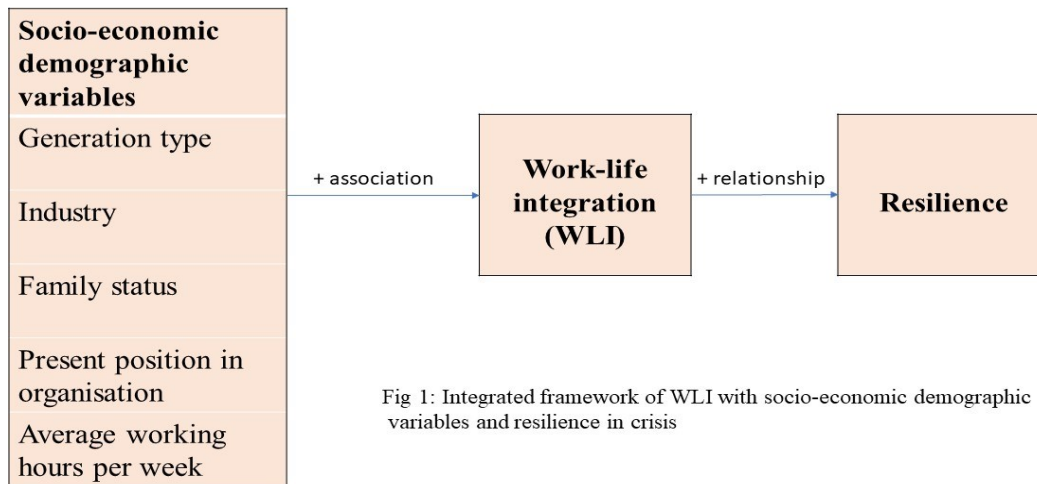 Socio-economic
demographic
variables
Generation type
Industry
Family status
Present position in
organisation
Average working
hours per week
+ association
Work-life
integration
(WLI)
+ relationship
Resilience
Fig 1: Integrated framework of WLI with socio-economic demographic
variables and resilience in crisis